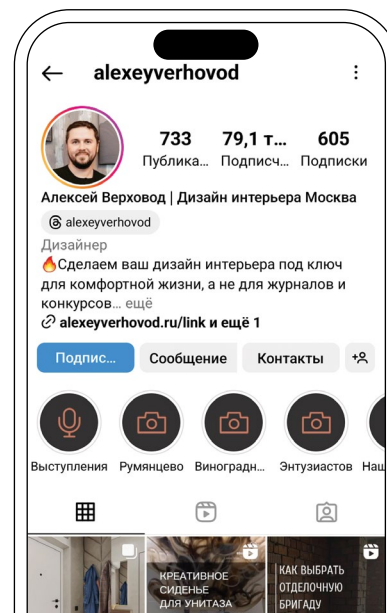 alexeyverhovod
733 79,1 т... 605
Публика... Подписч... Подписки
Алексей Верховод | Дизайн интерьера Москва
alexeyverhovod
Дизайнер
🔥Сделаем ваш дизайн интерьера под ключ
для комфортной жизни, а не для журналов и
конкурсов... ещё
alexeyverhovod.ru/link и ещё 1
Подпис... Сообщение Контакты
Выступления Румянцево Виноградн... Энтузиастов Наш
КРЕАТИВНОЕ
СИДЕНЬЕ
ДЛЯ УНИТАЗА
КАК ВЫБРАТЬ
ОТДЕЛОЧНУЮ
БРИГАДУ